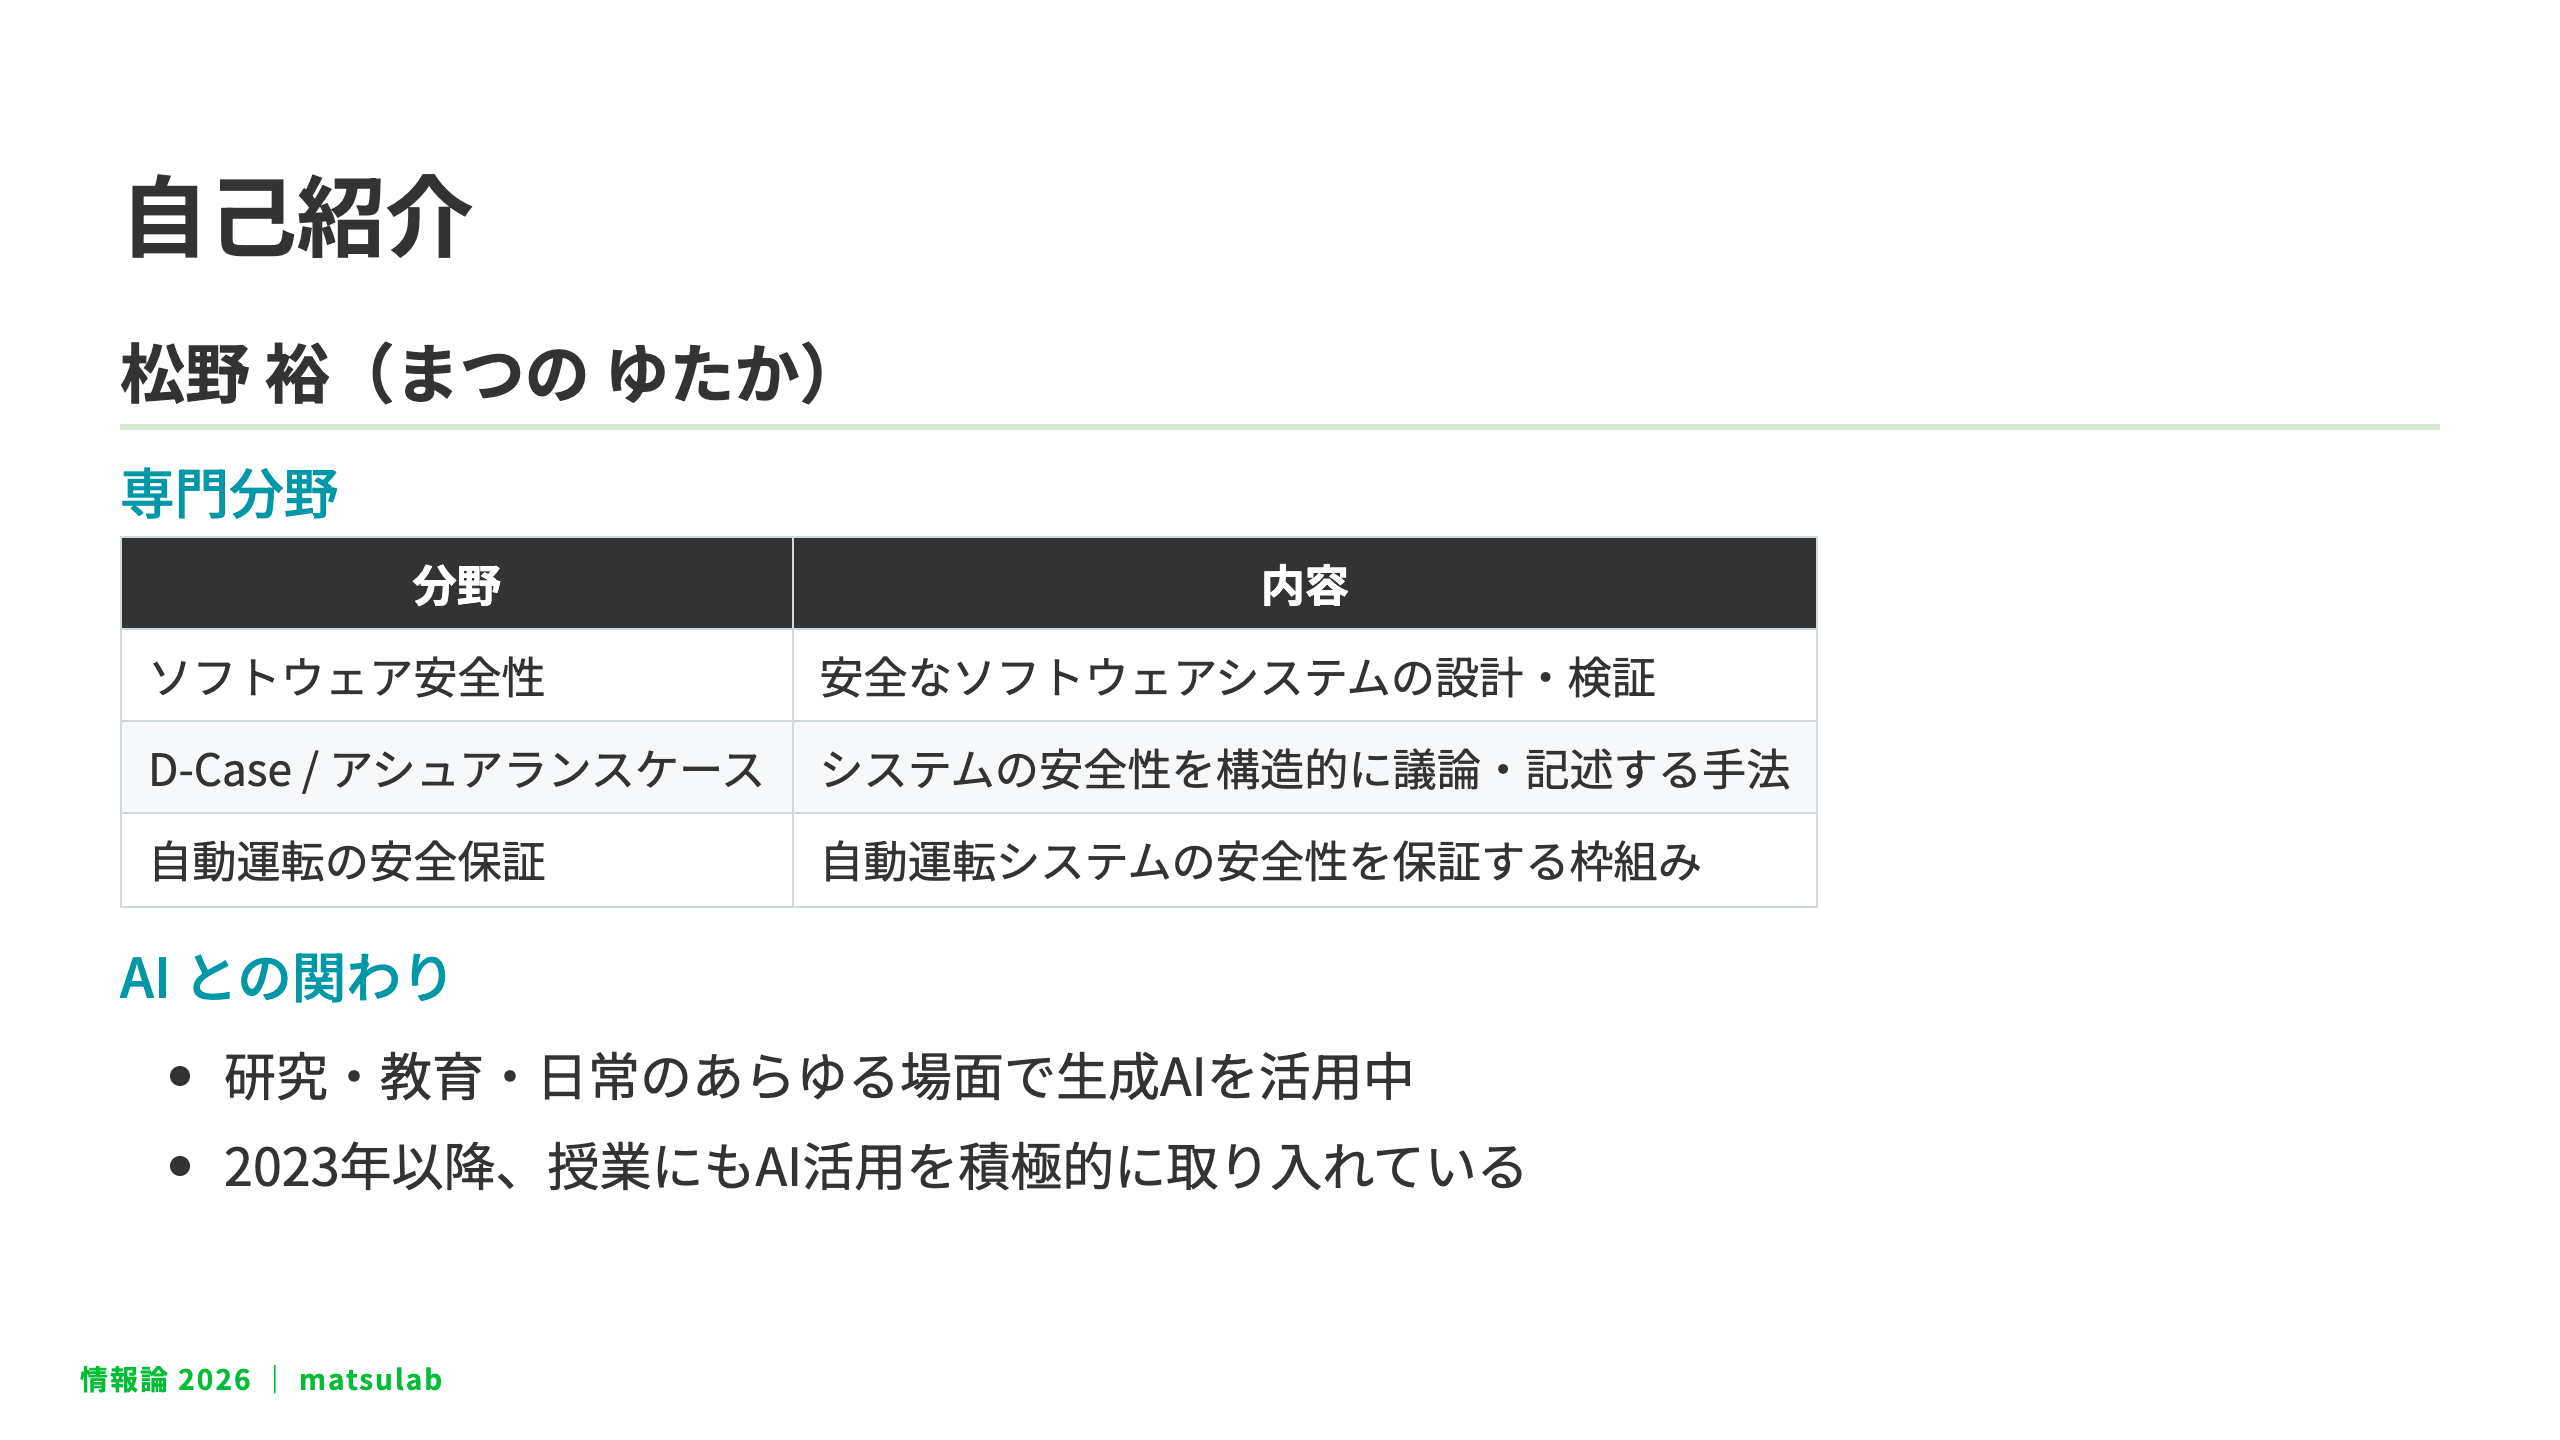 自己紹介
松野 裕（まつの ゆたか）
専門分野
分野 内容
ソフトウェア安全性 安全なソフトウェアシステムの設計・検証
D-Case / アシュアランスケース システムの安全性を構造的に議論・記述する手法
自動運転の安全保証 自動運転システムの安全性を保証する枠組み
AI との関わり
• 研究・教育・日常のあらゆる場面で生成AIを活用中
• 2023年以降、授業にもAI活用を積極的に取り入れている
情報論 2026 ｜ matsulab